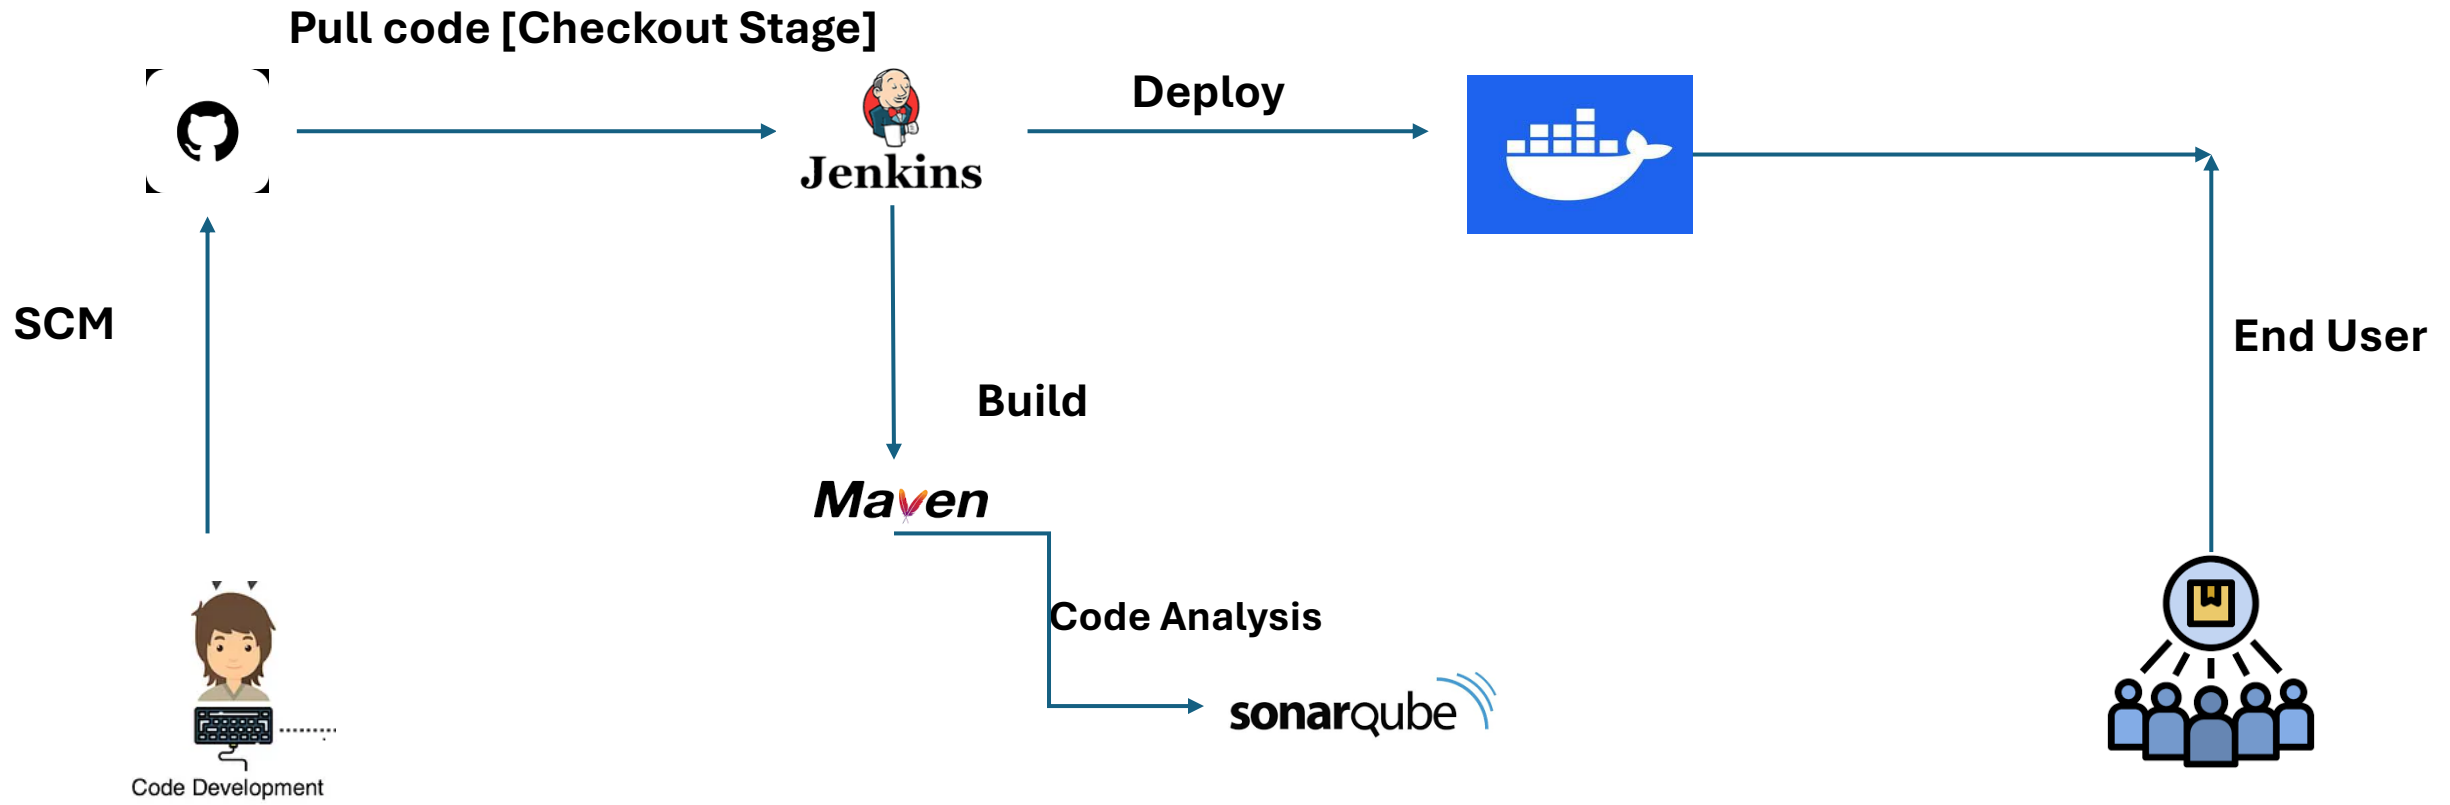 Pull code [Checkout Stage]
Jenkins
Deploy
SCM
End User
Build
Maven
Code Analysis
sonarqube
Code Development